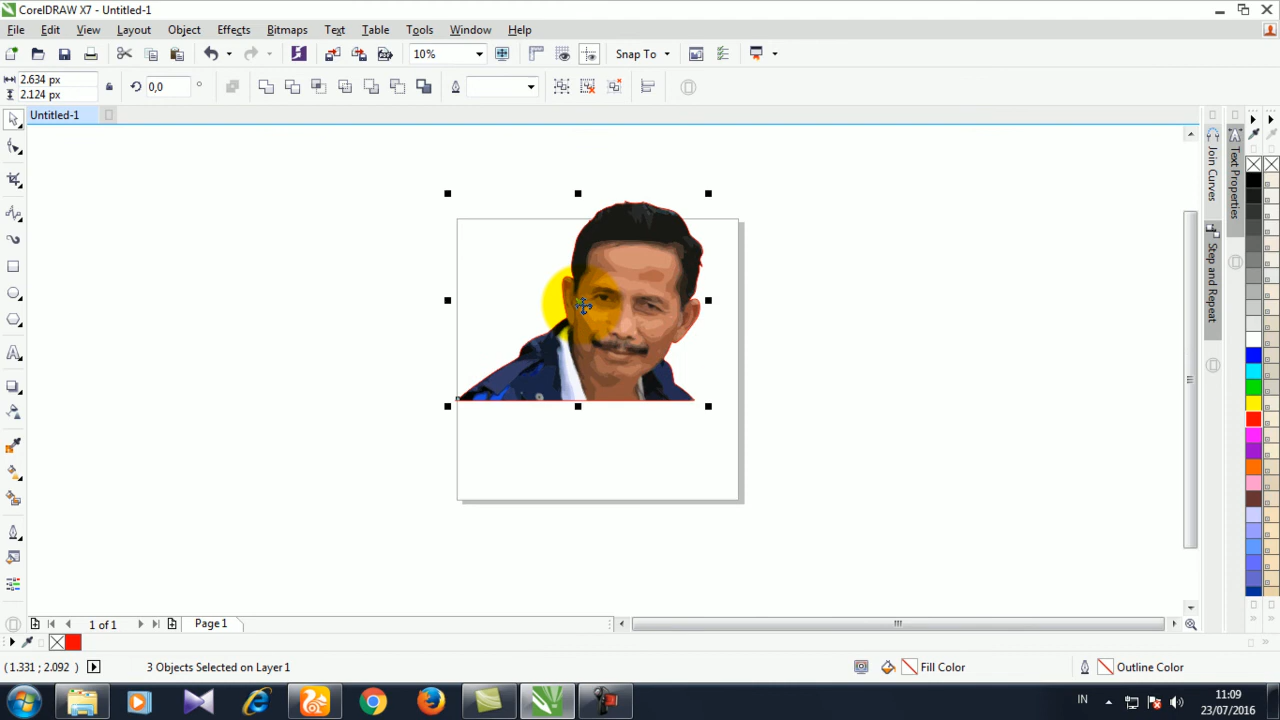 CorelDRAW X7 - Untitled-1
File Edit View Layout Object Effects Bitmaps Text Table Tools Window Help
10% Snap To
2.634 px
2.124 px
0,0 °
Untitled-1
Join Curves
Text Properties
Step and Repeat
1 of 1 Page 1
(1.331 ; 2.092 ) 3 Objects Selected on Layer 1 Fill Color Outline Color
IN 11:09
23/07/2016